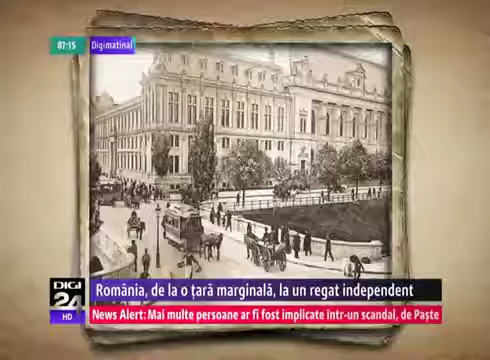 07:15
Digimatinal
DIGI
24
HD
România, de la o țară marginală, la un regat independent
News Alert: Mai multe persoane ar fi fost implicate într-un scandal, de Paște